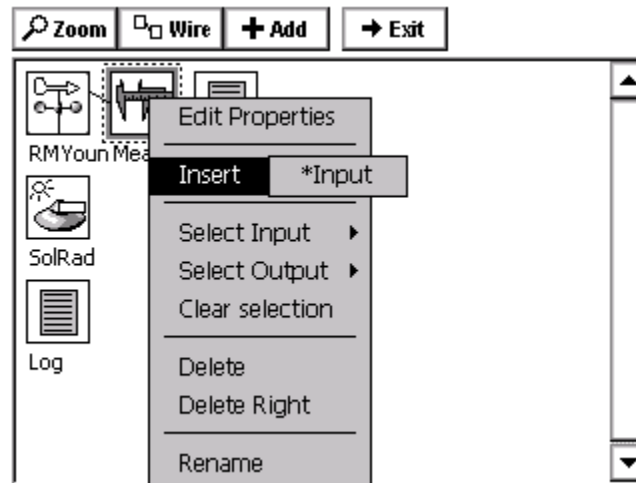 Zoom Wire Add Exit
RMYoun Mea
Edit Properties
Insert *Input
Select Input
SolRad
Select Output
Clear selection
Log
Delete
Delete Right
Rename